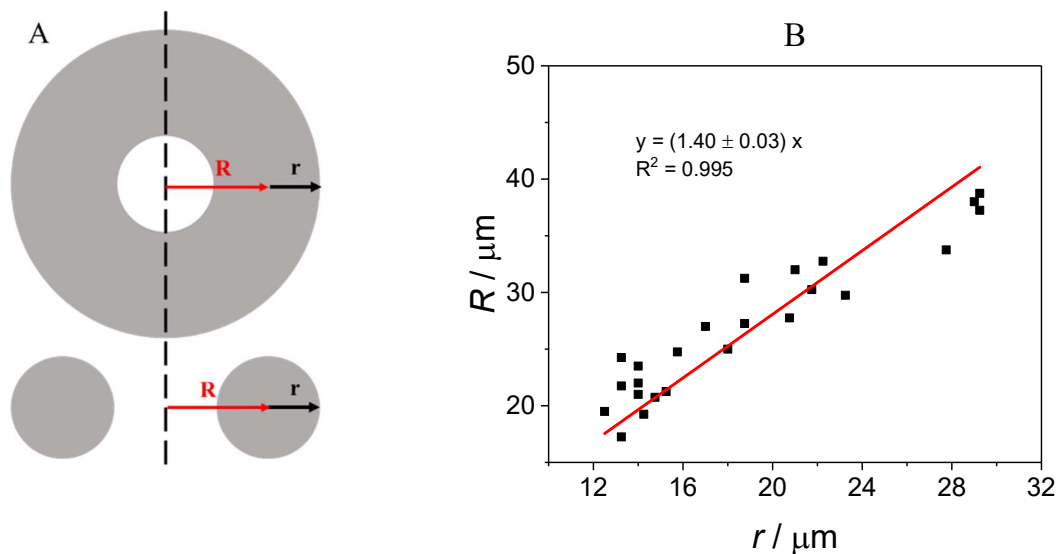 A
R
r
R
r
B
y = (1.40 ± 0.03) x
R² = 0.995
50
40
30
20
R / μm
12 16 20 24 28 32
r / μm